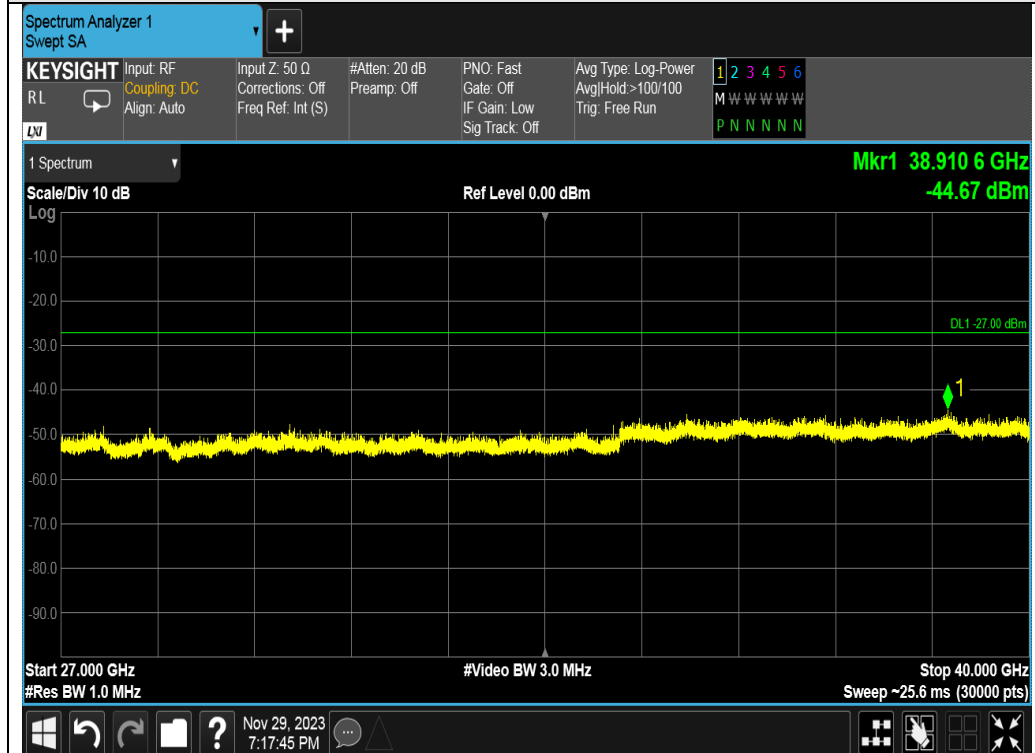 Spectrum Analyzer 1
Swept SA
+
KEYSIGHT
RL
LXI
Input: RF
Coupling: DC
Align: Auto
Input Z: 50 Ω
Corrections: Off
Freq Ref: Int (S)
#Atten: 20 dB
Preamp: Off
PNO: Fast
Gate: Off
IF Gain: Low
Sig Track: Off
Avg Type: Log-Power
Avg|Hold:>100/100
Trig: Free Run
1 2 3 4 5 6
M W W W W W
P N N N N N
1 Spectrum
Mkr1 38.910 6 GHz
Scale/Div 10 dB
Ref Level 0.00 dBm
-44.67 dBm
Log
-10.0
-20.0
DL1 -27.00 dBm
-30.0
-40.0
1
-50.0
-60.0
-70.0
-80.0
-90.0
Start 27.000 GHz
#Video BW 3.0 MHz
Stop 40.000 GHz
#Res BW 1.0 MHz
Sweep ~25.6 ms (30000 pts)
?
Nov 29, 2023
7:17:45 PM